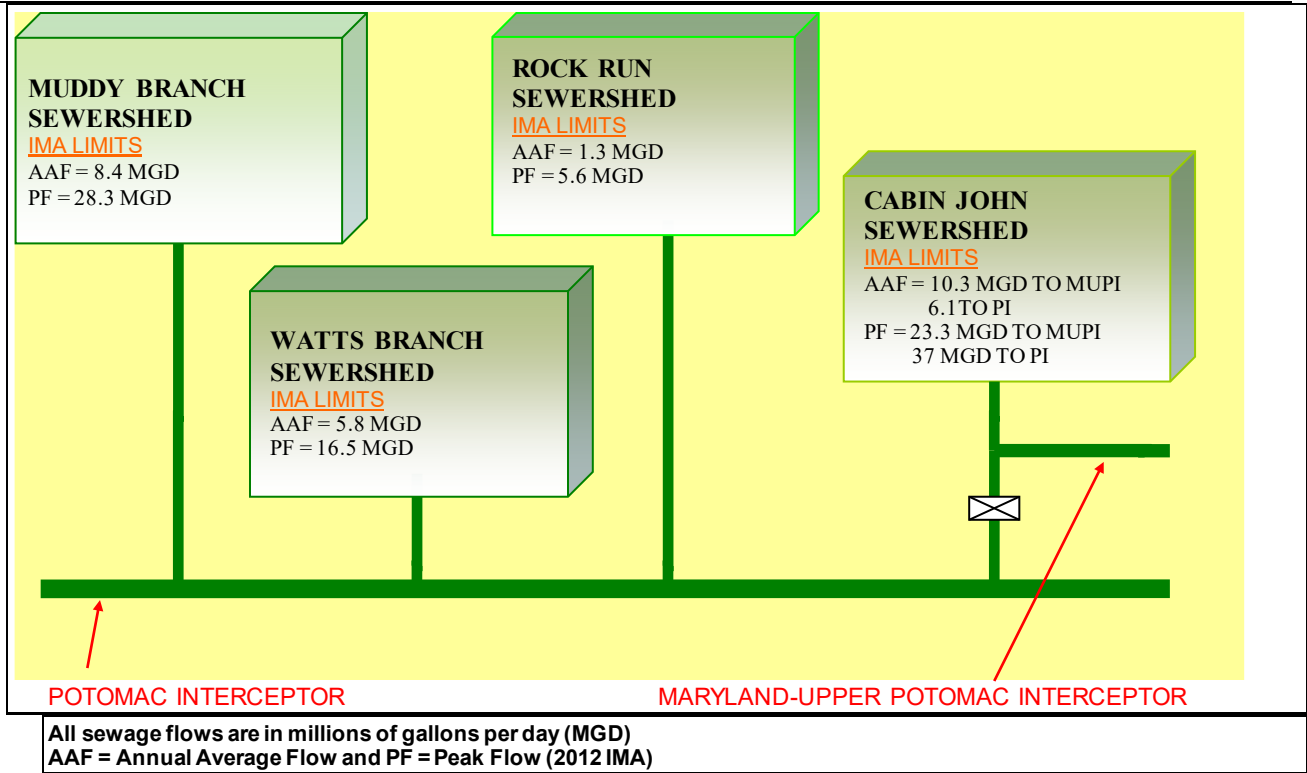 MUDDY BRANCH
SEWERSHED
IMA LIMITS
AAF = 8.4 MGD
PF = 28.3 MGD
WATTS BRANCH
SEWERSHED
IMA LIMITS
AAF = 5.8 MGD
PF = 16.5 MGD
ROCK RUN
SEWERSHED
IMA LIMITS
AAF = 1.3 MGD
PF = 5.6 MGD
CABIN JOHN
SEWERSHED
IMA LIMITS
AAF = 10.3 MGD TO MUPI
6.1TO PI
PF = 23.3 MGD TO MUPI
37 MGD TO PI
POTOMAC INTERCEPTOR
MARYLAND-UPPER POTOMAC INTERCEPTOR
All sewage flows are in millions of gallons per day (MGD)
AAF = Annual Average Flow and PF = Peak Flow (2012 IMA)